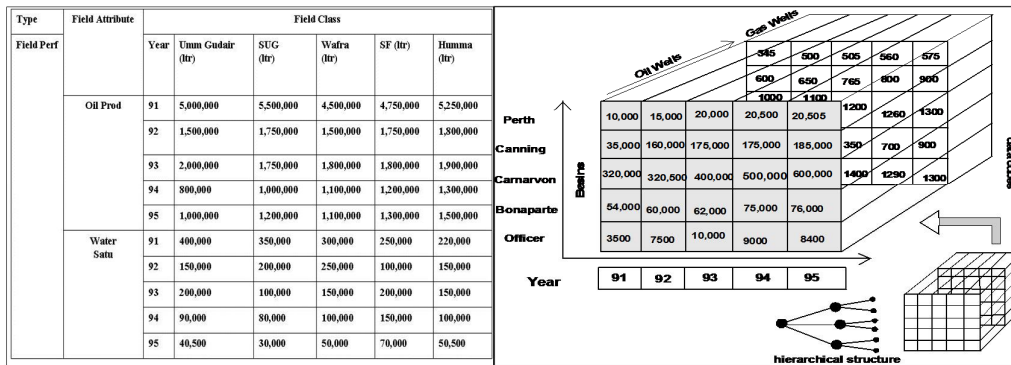 Type Field Attribute Field Class
Field Perf Year Umm Gudair (ltr) SUG (ltr) Wafra (ltr) SF (ltr) Humma (ltr)
Oil Prod 91 5,000,000 5,500,000 4,500,000 4,750,000 5,250,000
92 1,500,000 1,750,000 1,500,000 1,750,000 1,800,000
93 2,000,000 1,750,000 1,800,000 1,800,000 1,900,000
94 800,000 1,000,000 1,100,000 1,200,000 1,300,000
95 1,000,000 1,200,000 1,100,000 1,300,000 1,500,000
Water Satu 91 400,000 350,000 300,000 250,000 220,000
92 150,000 200,000 250,000 100,000 150,000
93 200,000 100,000 150,000 200,000 150,000
94 90,000 80,000 100,000 150,000 100,000
95 40,500 30,000 50,000 70,000 50,500
Gas Wells
Oil Wells
345 500 505 560 575
600 650 765 800 900
1000 1100 1200 1260 1300
350 700 900
1400 1290 1300
Basins
Perth 10,000 15,000 20,000 20,500 20,505
Canning 35,000 160,000 175,000 175,000 185,000
Carnarvon 320,000 320,500 400,000 500,000 600,000
Bonaparte 54,000 60,000 62,000 75,000 76,000
Officer 3500 7500 10,000 9000 8400
Year 91 92 93 94 95
hierarchical structure